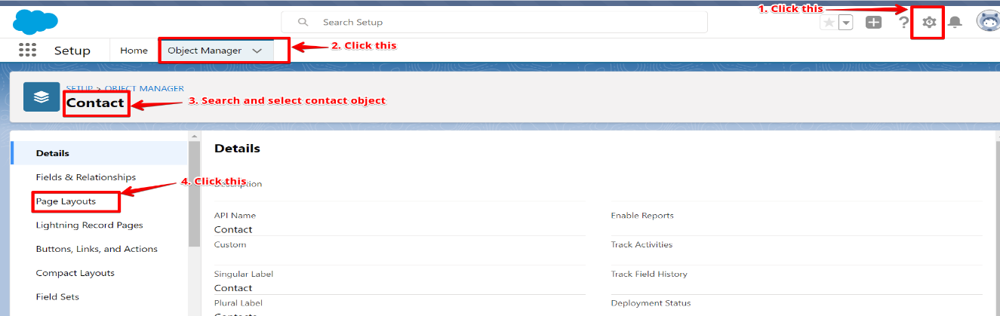 1. Click this
Search Setup
Setup
Home
Object Manager
2. Click this
SETUP > OBJECT MANAGER
Contact
3. Search and select contact object
Details
Fields & Relationships
Page Layouts
Lightning Record Pages
Buttons, Links, and Actions
Compact Layouts
Field Sets
4. Click this
Details
Description
API Name
Contact
Custom
Singular Label
Contact
Plural Label
Contacts
Enable Reports
Track Activities
Track Field History
Deployment Status